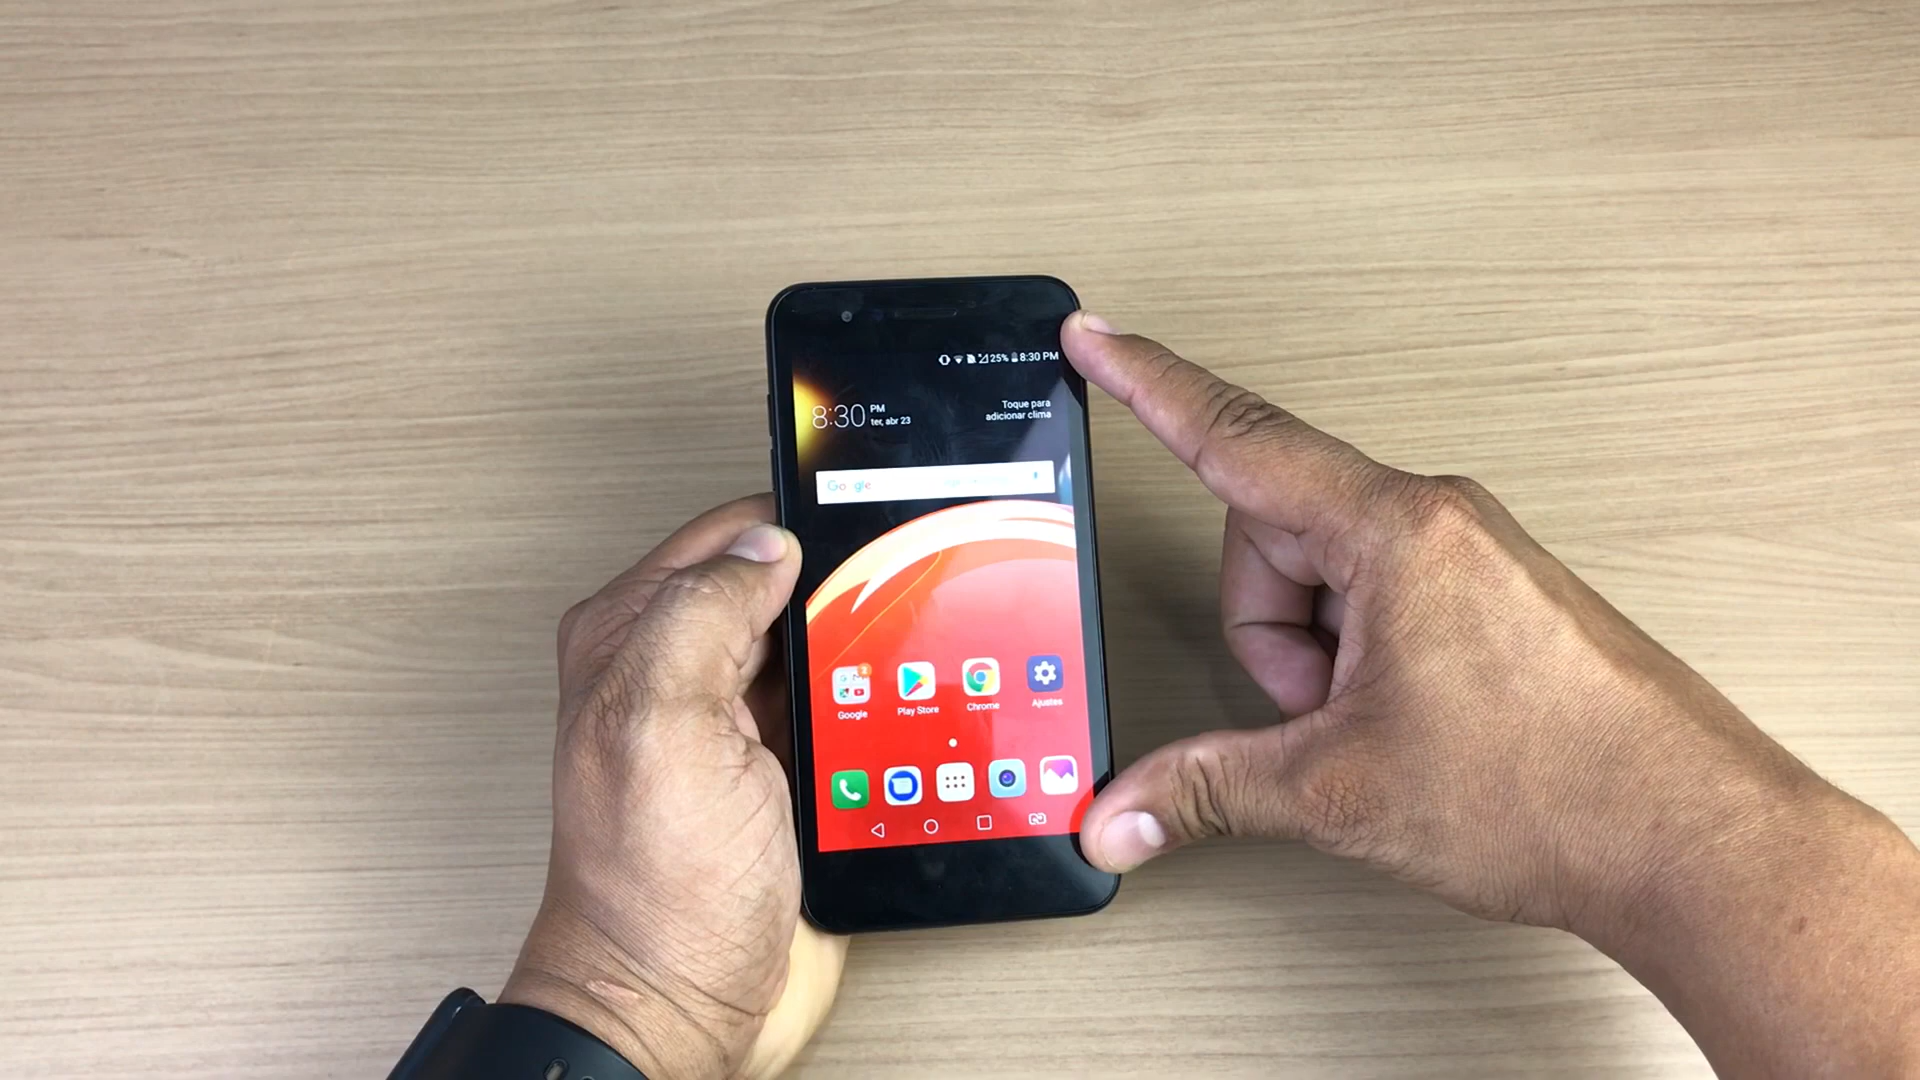 25% 8:30 PM
8:30 PM
ter, abr 23
Toque para
adicionar clima
Google
2
Google
Play Store
Chrome
Ajustes